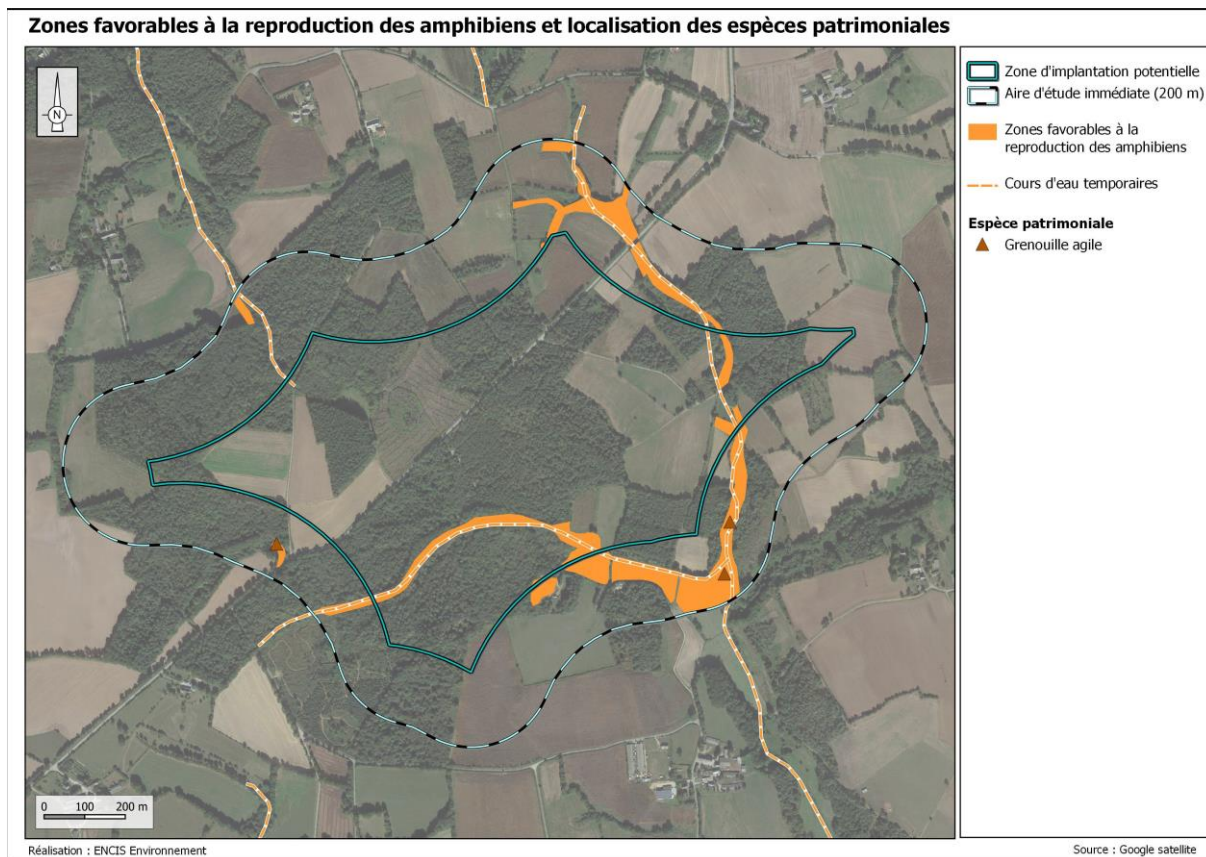 Zones favorables à la reproduction des amphibiens et localisation des espèces patrimoniales
N
Zone d'implantation potentielle
Aire d'étude immédiate (200 m)
Zones favorables à la
reproduction des amphibiens
Cours d'eau temporaires
Espèce patrimoniale
Grenouille agile
0 100 200 m
Réalisation : ENCIS Environnement
Source : Google satellite